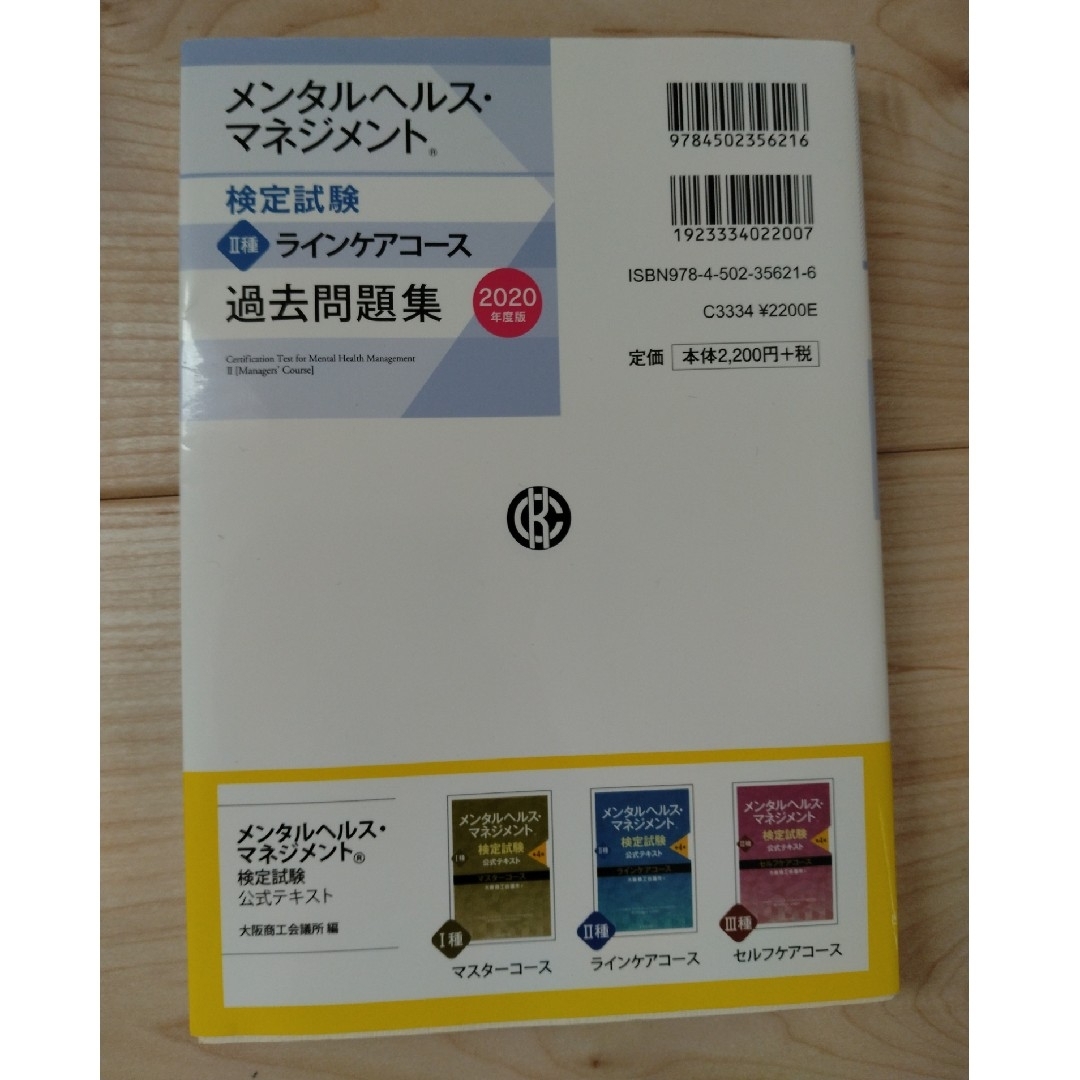 メンタルヘルス・
マネジメント®
検定試験
Ⅱ種 ラインケアコース
過去問題集
2020
年度版
Certification Test for Mental Health Management
Ⅱ [Managers' Course]
9784502356216
1923334022007
ISBN978-4-502-35621-6
C3334 ¥2200E
定価 本体2,200円+税
メンタルヘルス・
マネジメント®
検定試験
公式テキスト
大阪商工会議所 編
メンタルヘルス・
マネジメント
検定試験
Ⅰ種 公式テキスト
マスターコース
Ⅰ種
マスターコース
メンタルヘルス・
マネジメント
検定試験
Ⅱ種 公式テキスト
ラインケアコース
Ⅱ種
ラインケアコース
メンタルヘルス・
マネジメント
検定試験
Ⅲ種 公式テキスト
セルフケアコース
Ⅲ種
セルフケアコース